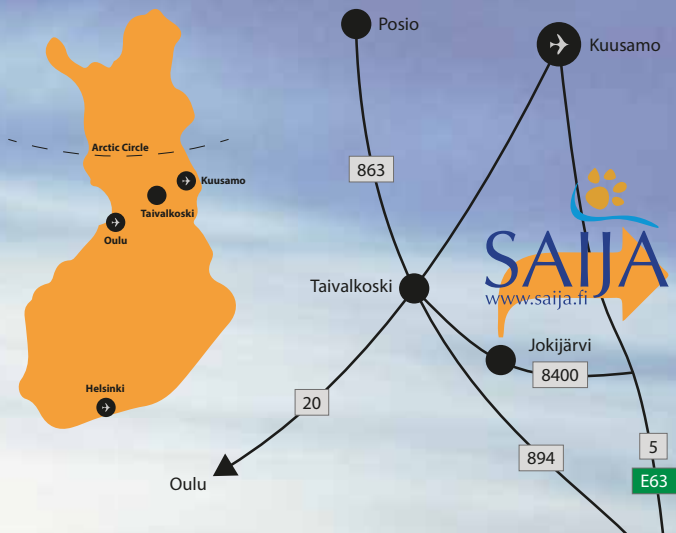 Posio
Kuusamo
Arctic Circle
863
Kuusamo
Taivalkoski
Oulu
SAIJA
www.saija.fi
Taivalkoski
Jokijärvi
8400
Helsinki
20
5
894
E63
Oulu